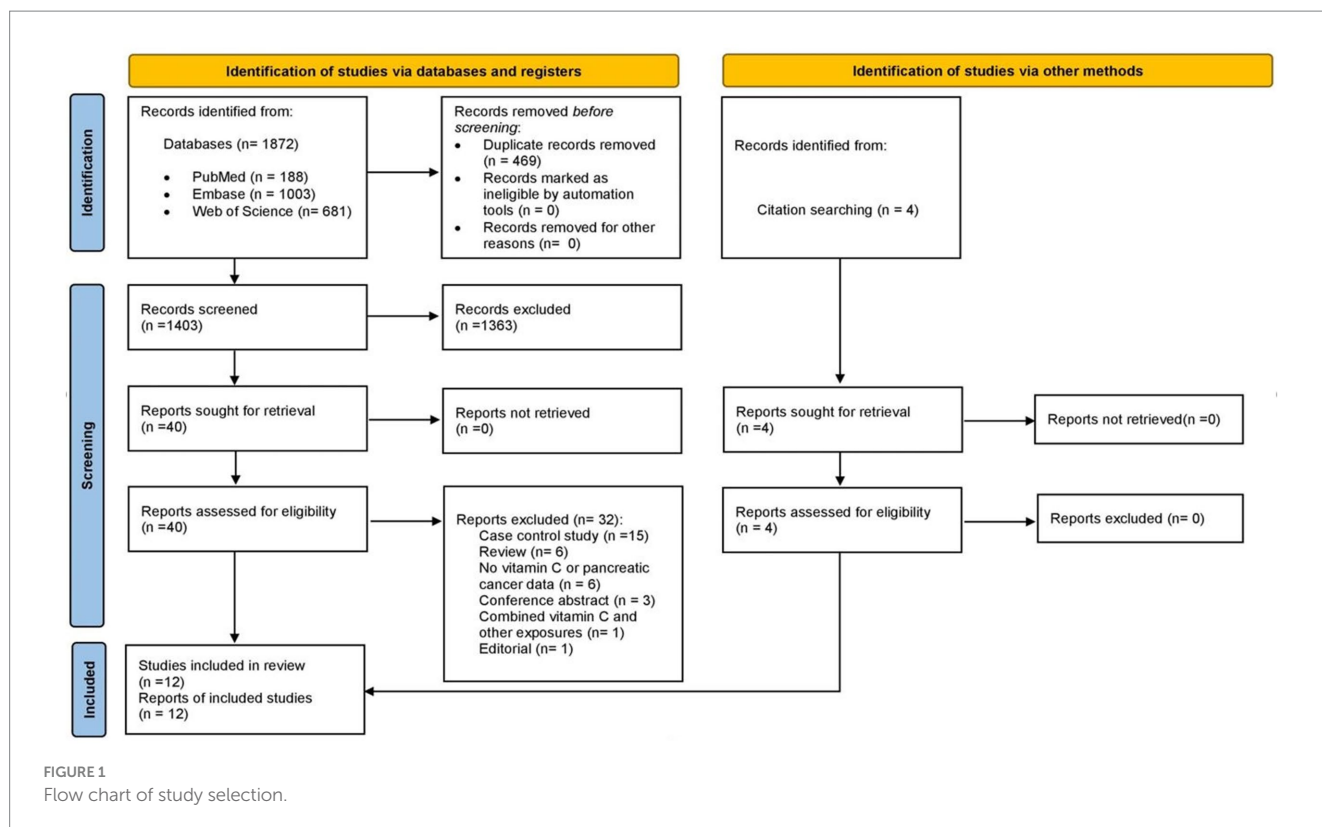 Identification of studies via databases and registers
Identification of studies via other methods
Identification
Records identified from:
Databases (n= 1872)
• PubMed (n = 188)
• Embase (n = 1003)
• Web of Science (n= 681)
Records removed before
screening:
• Duplicate records removed
(n = 469)
• Records marked as
ineligible by automation
tools (n = 0)
• Records removed for other
reasons (n= 0)
Records identified from:
Citation searching (n = 4)
Screening
Records screened
(n =1403)
Records excluded
(n =1363)
Reports sought for retrieval
(n =40)
Reports not retrieved
(n =0)
Reports sought for retrieval
(n =4)
Reports not retrieved(n =0)
Reports assessed for eligibility
(n =40)
Reports excluded (n= 32):
Case control study (n =15)
Review (n= 6)
No vitamin C or pancreatic
cancer data (n = 6)
Conference abstract (n = 3)
Combined vitamin C and
other exposures (n= 1)
Editorial (n= 1)
Reports assessed for eligibility
(n = 4)
Reports excluded (n= 0)
Included
Studies included in review
(n =12)
Reports of included studies
(n = 12)
FIGURE 1
Flow chart of study selection.